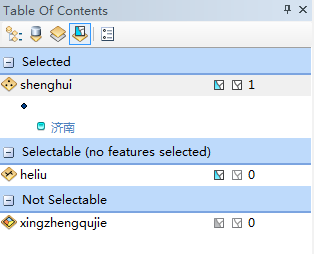 Table Of Contents
Selected
shenghui 1
济南
Selectable (no features selected)
heliu 0
Not Selectable
xingzhengqujie 0